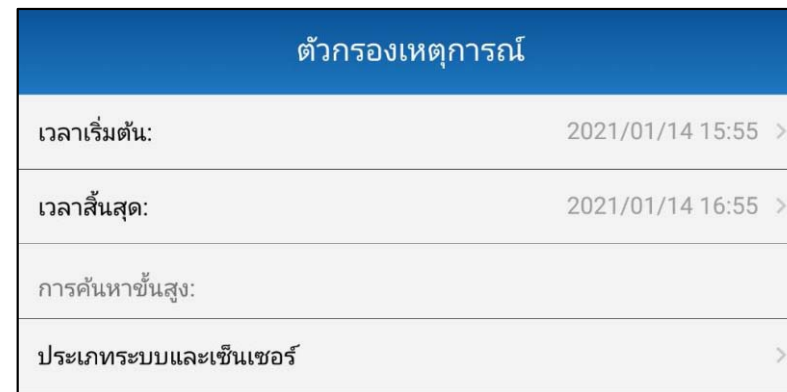 ตัวกรองเหตุการณ์
เวลาเริ่มต้น: 2021/01/14 15:55 >
เวลาสิ้นสุด: 2021/01/14 16:55 >
การค้นหาขั้นสูง:
ประเภทระบบและเซ็นเซอร์ >